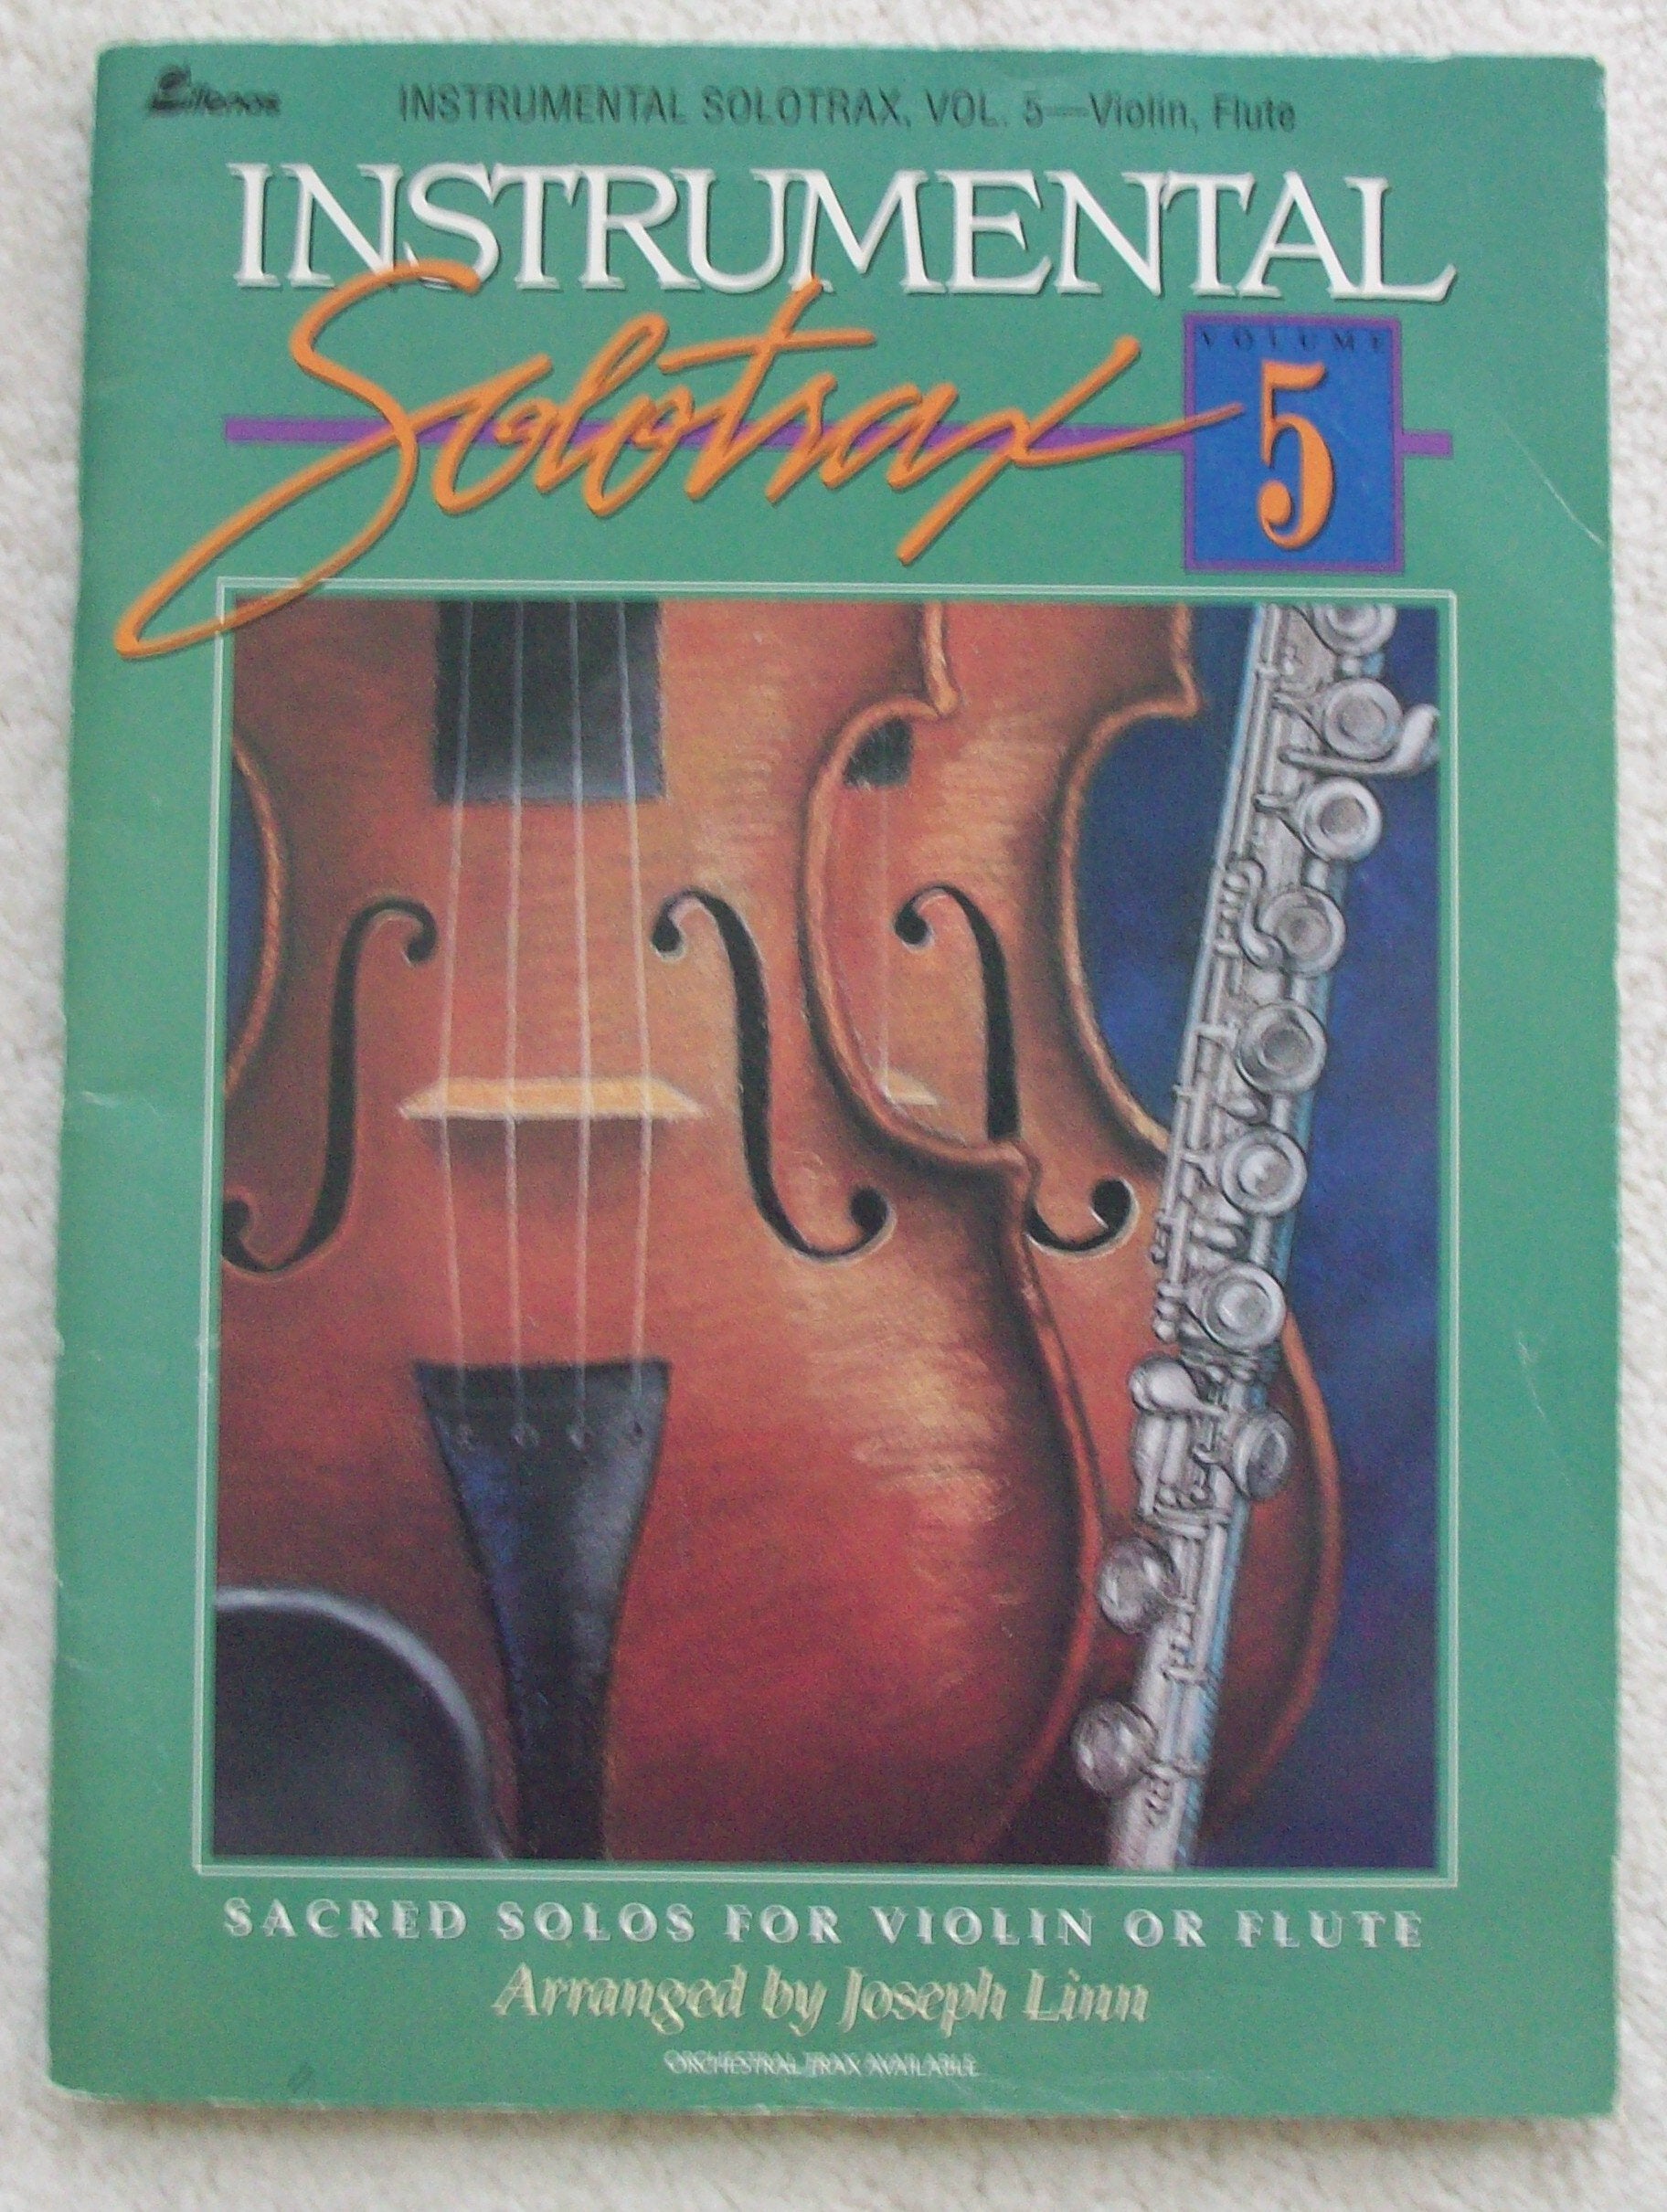 Lillenas
INSTRUMENTAL SOLOTRAX, VOL. 5—Violin, Flute
INSTRUMENTAL
Solotrax
VOLUME
5
SACRED SOLOS FOR VIOLIN OR FLUTE
Arranged by Joseph Linn
ORCHESTRAL TRAX AVAILABLE